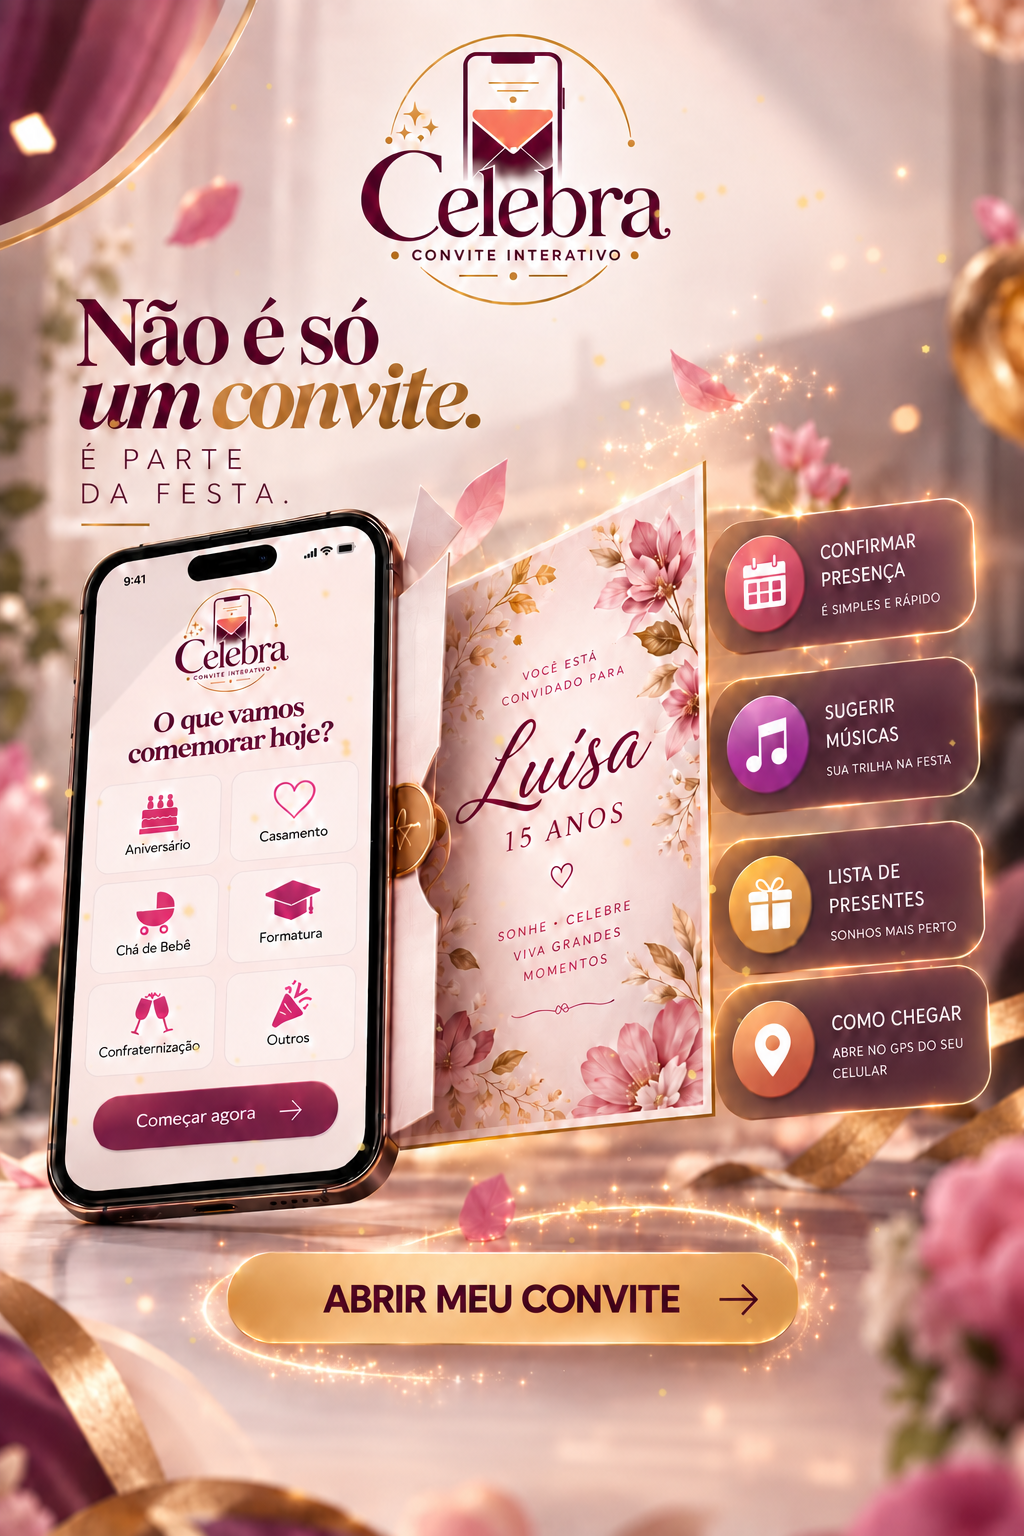 Celebra
CONVITE INTERATIVO
Não é só
um convite.
É PARTE
DA FESTA.
9:41
Celebra
CONVITE INTERATIVO
O que vamos
comemorar hoje?
Aniversário
Casamento
Chá de Bebê
Formatura
Confraternização
Outros
Começar agora
VOCÊ ESTÁ
CONVIDADO PARA
Luísa
15 ANOS
SONHE • CELEBRE
VIVA GRANDES
MOMENTOS
CONFIRMAR
PRESENÇA
É SIMPLES E RÁPIDO
SUGERIR
MÚSICAS
SUA TRILHA NA FESTA
LISTA DE
PRESENTES
SONHOS MAIS PERTO
COMO CHEGAR
ABRE NO GPS DO SEU
CELULAR
ABRIR MEU CONVITE